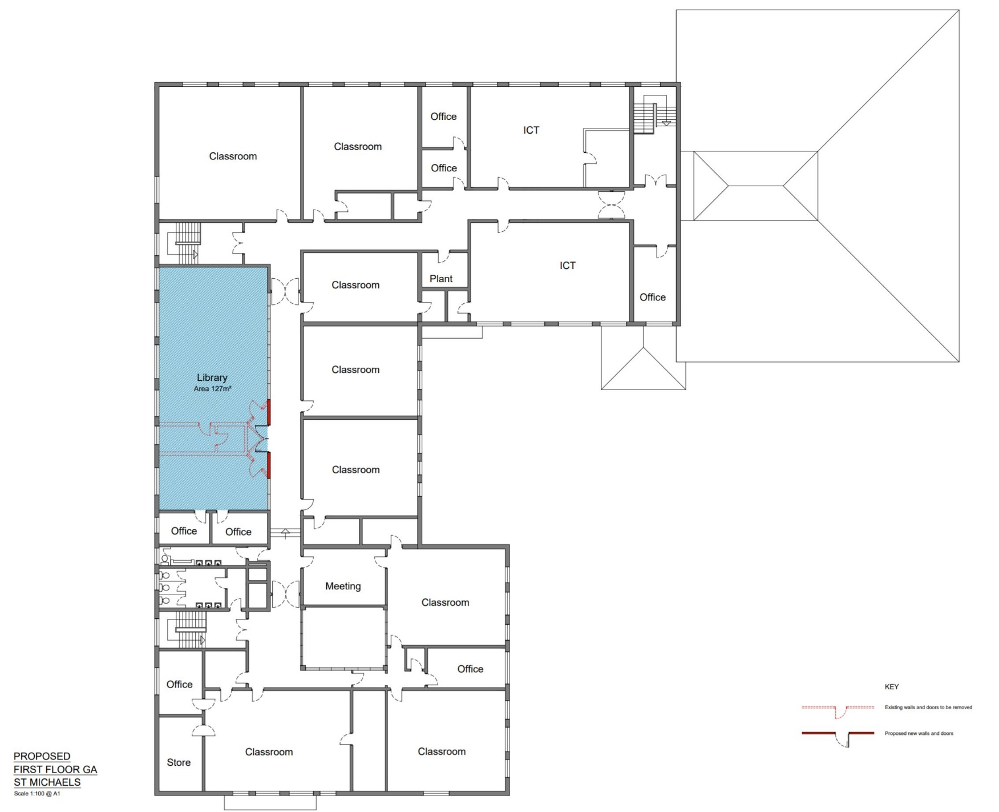 Office
ICT
Classroom
Classroom
Office
ICT
Classroom
Plant
Office
Classroom
Library
Area 127m²
Classroom
Office
Office
Meeting
Classroom
Office
Office
Classroom
Classroom
Store
KEY
Existing walls and doors to be removed
Proposed new walls and doors
PROPOSED
FIRST FLOOR GA
ST MICHAELS
Scale 1:100 @ A1